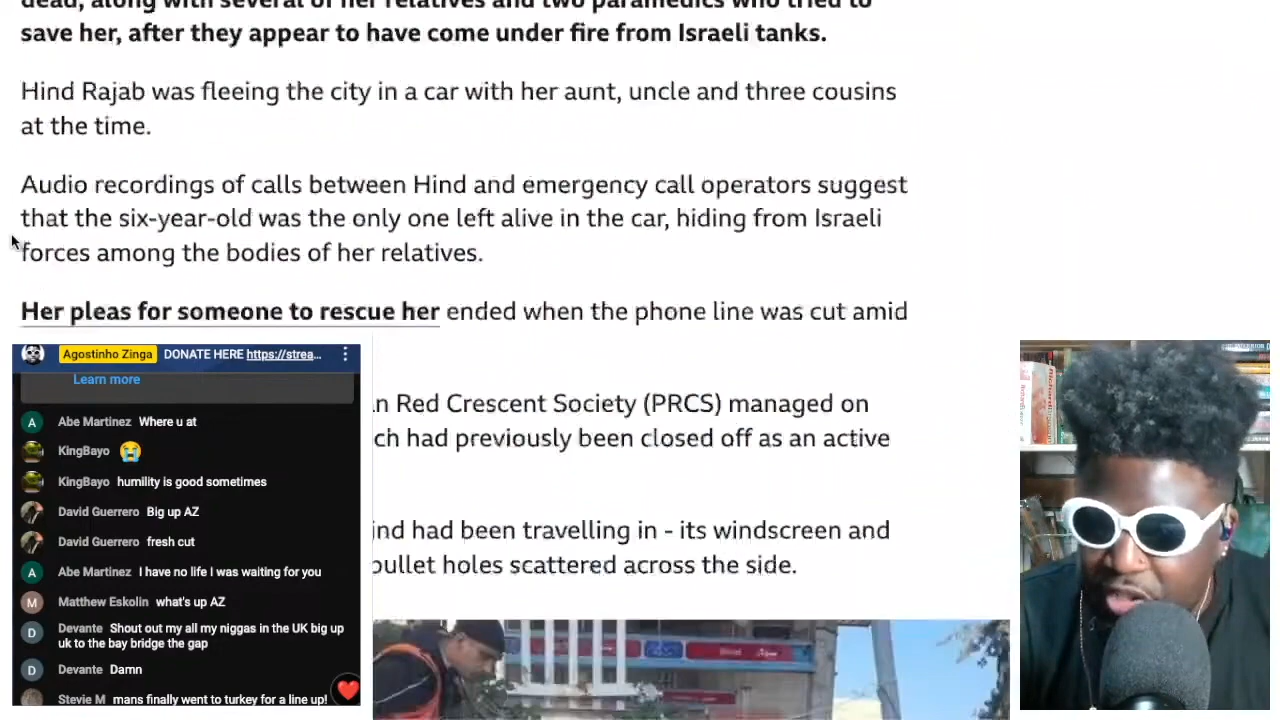 dead, along with several of her relatives and two paramedics who tried to
save her, after they appear to have come under fire from Israeli tanks.
Hind Rajab was fleeing the city in a car with her aunt, uncle and three cousins
at the time.
Audio recordings of calls between Hind and emergency call operators suggest
that the six-year-old was the only one left alive in the car, hiding from Israeli
forces among the bodies of her relatives.
Her pleas for someone to rescue her ended when the phone line was cut amid
n Red Crescent Society (PRCS) managed on
ch had previously been closed off as an active
ind had been travelling in - its windscreen and
bullet holes scattered across the side.
Agostinho Zinga DONATE HERE https://strea...
Learn more
A Abe Martinez Where u at
KingBayo 😭
KingBayo humility is good sometimes
David Guerrero Big up AZ
David Guerrero fresh cut
A Abe Martinez I have no life I was waiting for you
M Matthew Eskolin what's up AZ
D Devante Shout out my all my niggas in the UK big up
uk to the bay bridge the gap
D Devante Damn
Stevie M mans finally went to turkey for a line up!